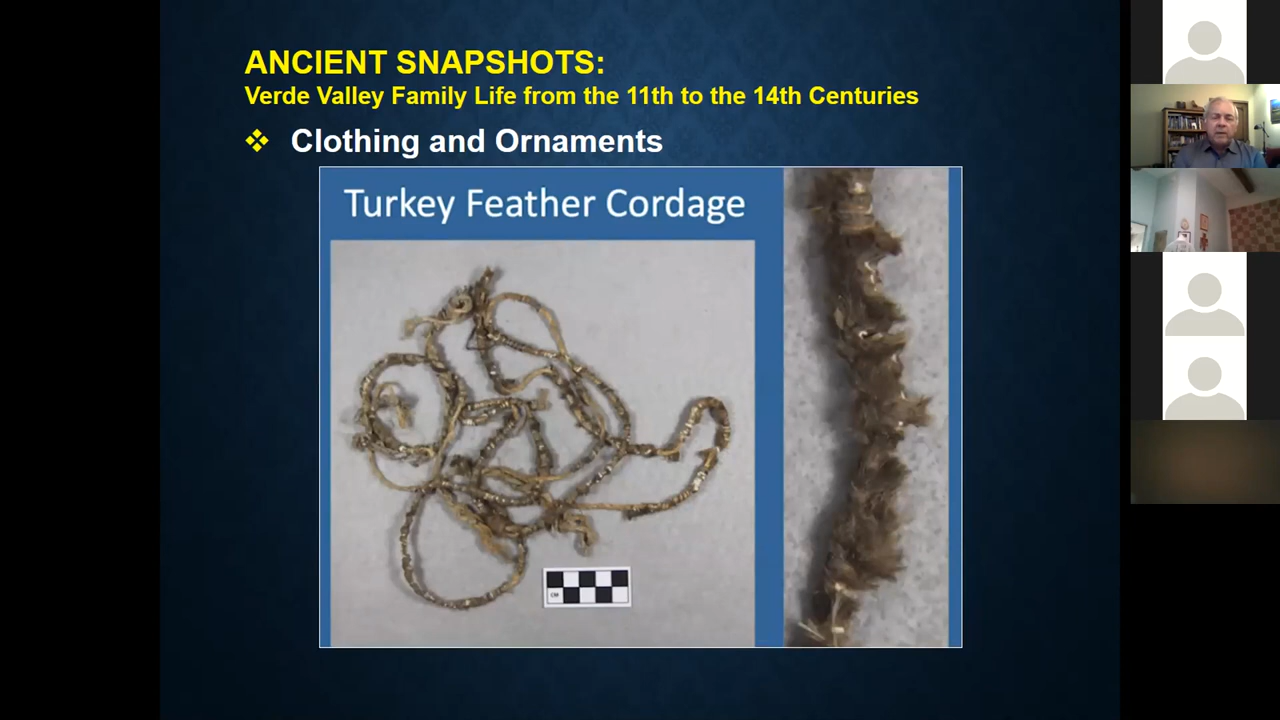 ANCIENT SNAPSHOTS:
Verde Valley Family Life from the 11th to the 14th Centuries
❖ Clothing and Ornaments
Turkey Feather Cordage
CM